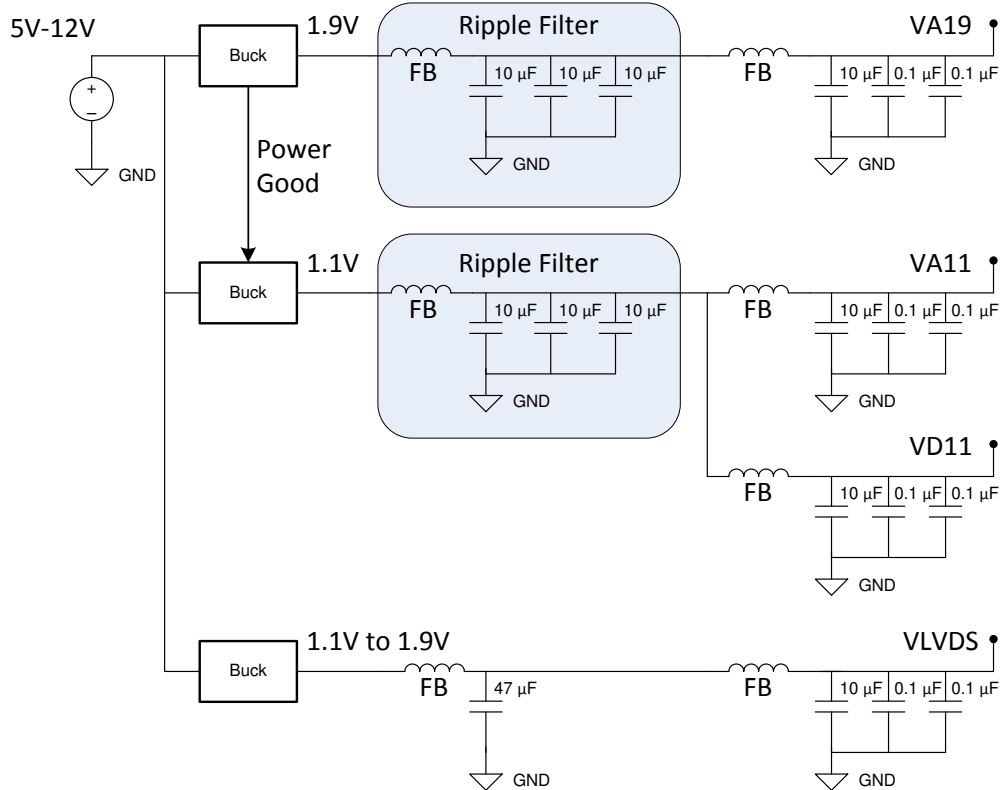 5V-12V
+
−
GND
Buck
1.9V
Ripple Filter
FB
10 µF
10 µF
10 µF
GND
FB
VA19
10 µF
0.1 µF
0.1 µF
GND
Power
Good
Buck
1.1V
Ripple Filter
FB
10 µF
10 µF
10 µF
GND
FB
VA11
10 µF
0.1 µF
0.1 µF
GND
VD11
FB
10 µF
0.1 µF
0.1 µF
GND
Buck
1.1V to 1.9V
FB
47 µF
GND
FB
VLVDS
10 µF
0.1 µF
0.1 µF
GND